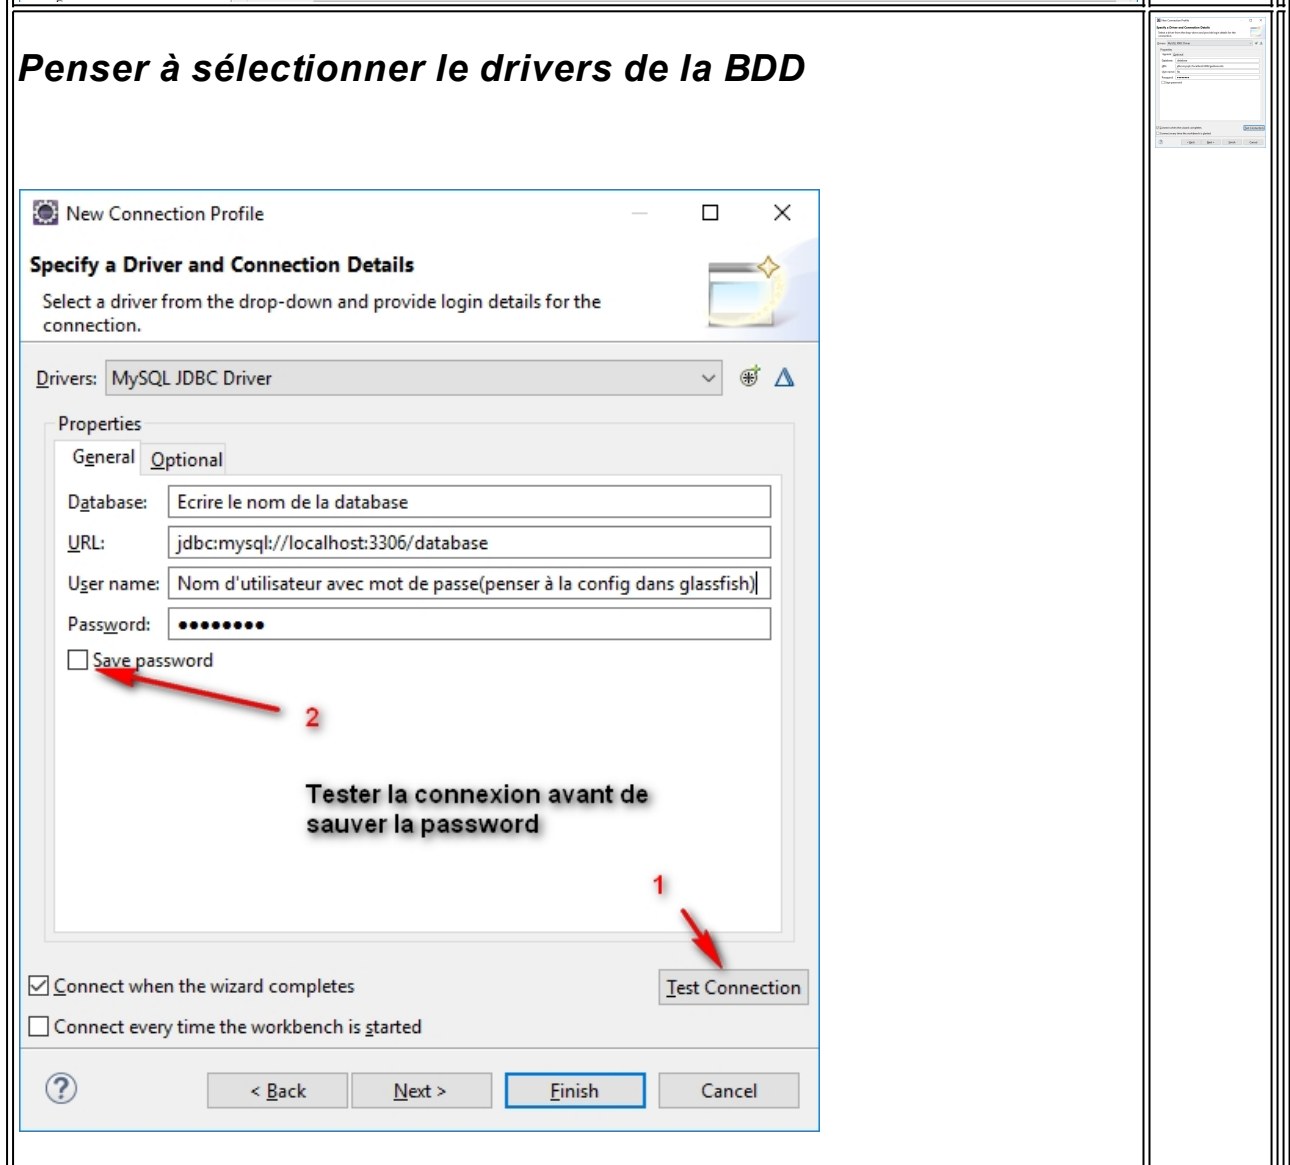 Penser à sélectionner le drivers de la BDD
New Connection Profile
Specify a Driver and Connection Details
Select a driver from the drop-down and provide login details for the
connection.
Drivers: MySQL JDBC Driver
Properties
General Optional
Database: Ecrire le nom de la database
URL: jdbc:mysql://localhost:3306/database
User name: Nom d'utilisateur avec mot de passe(penser à la config dans glassfish)
Password: ●●●●●●●●
Save password
2
Tester la connexion avant de
sauver la password
1
Connect when the wizard completes
Test Connection
Connect every time the workbench is started
? < Back Next > Finish Cancel